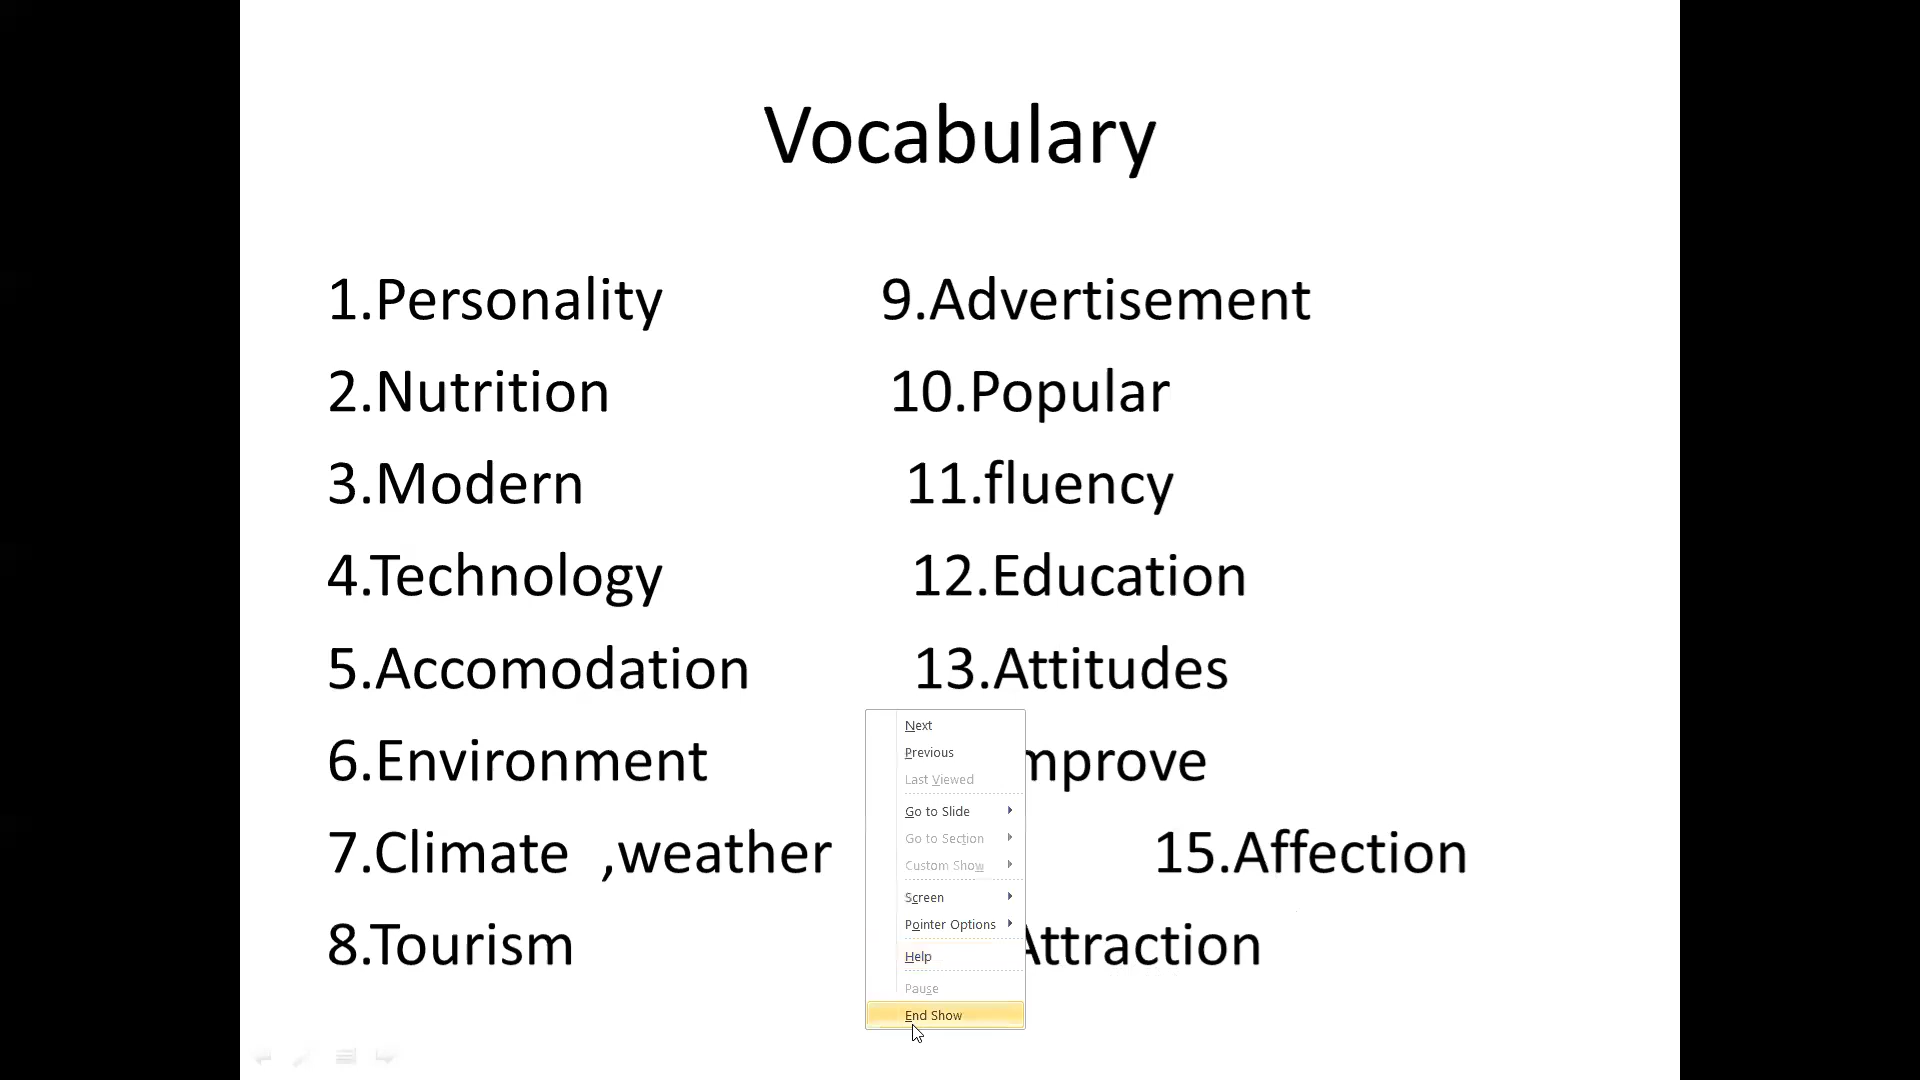 Vocabulary
1.Personality 9.Advertisement
2.Nutrition 10.Popular
3.Modern 11.fluency
4.Technology 12.Education
5.Accomodation 13.Attitudes
6.Environment
7.Climate ,weather 15.Affection
8.Tourism
Next
Previous
Last Viewed
Go to Slide
Go to Section
Custom Show
Screen
Pointer Options
Help
Pause
End Show
mprove
Attraction